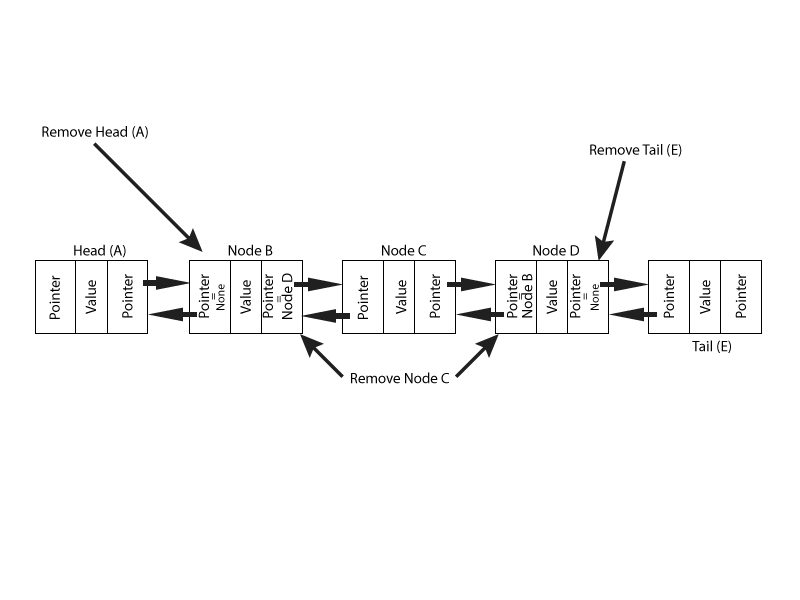 Remove Head (A)
Remove Tail (E)
Head (A)
Node B
Node C
Node D
Pointer
Value
Pointer
Pointer
=
None
Value
Pointer
=
Node D
Pointer
Value
Pointer
Pointer
=
Node B
Value
Pointer
=
None
Pointer
Value
Pointer
Tail (E)
Remove Node C